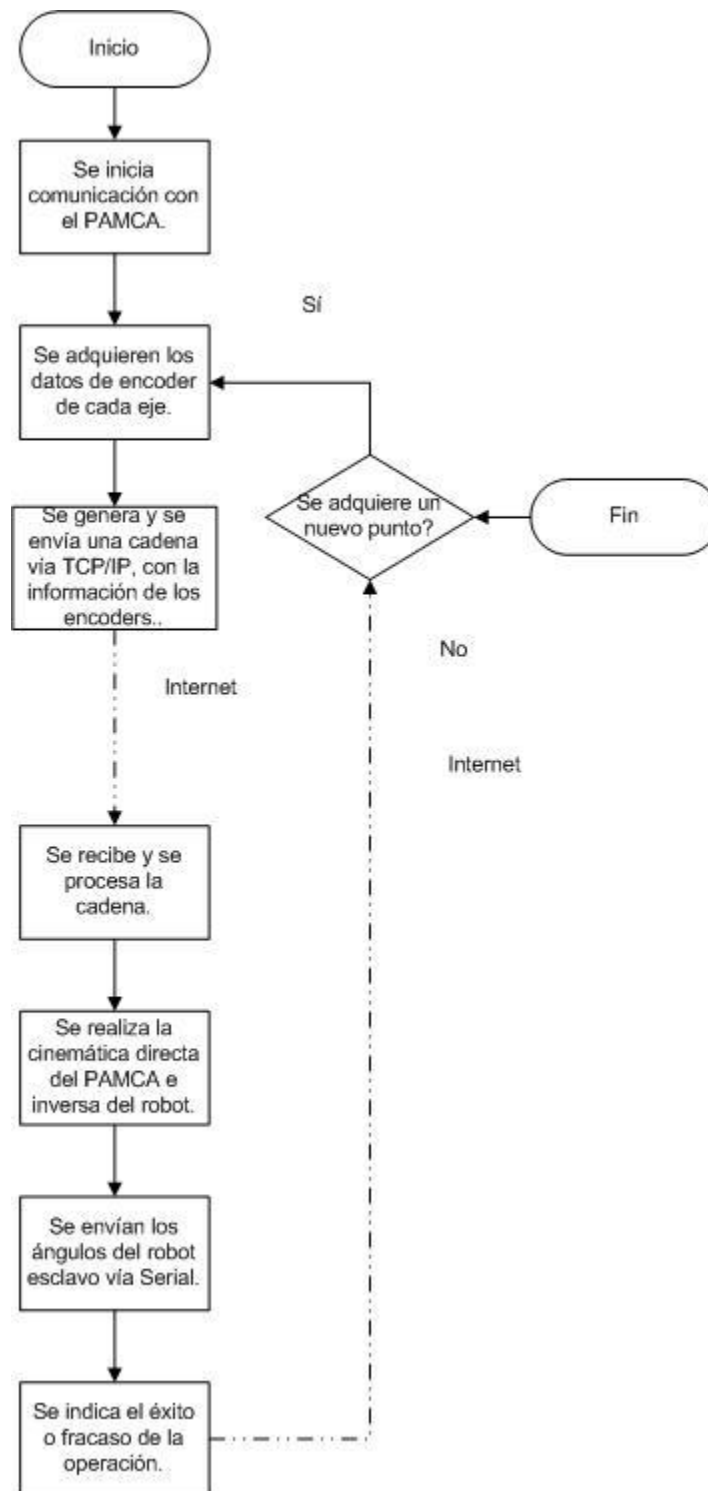 Inicio
Se inicia
comunicación con
el PAMCA.
Sí
Se adquieren los
datos de encoder
de cada eje.
Se adquiere un
nuevo punto?
Fin
Se genera y se
envía una cadena
vía TCP/IP, con la
información de los
encoders..
No
Internet
Internet
Se recibe y se
procesa la
cadena.
Se realiza la
cinemática directa
del PAMCA e
inversa del robot.
Se envían los
ángulos del robot
esclavo vía Serial.
Se indica el éxito
o fracaso de la
operación.